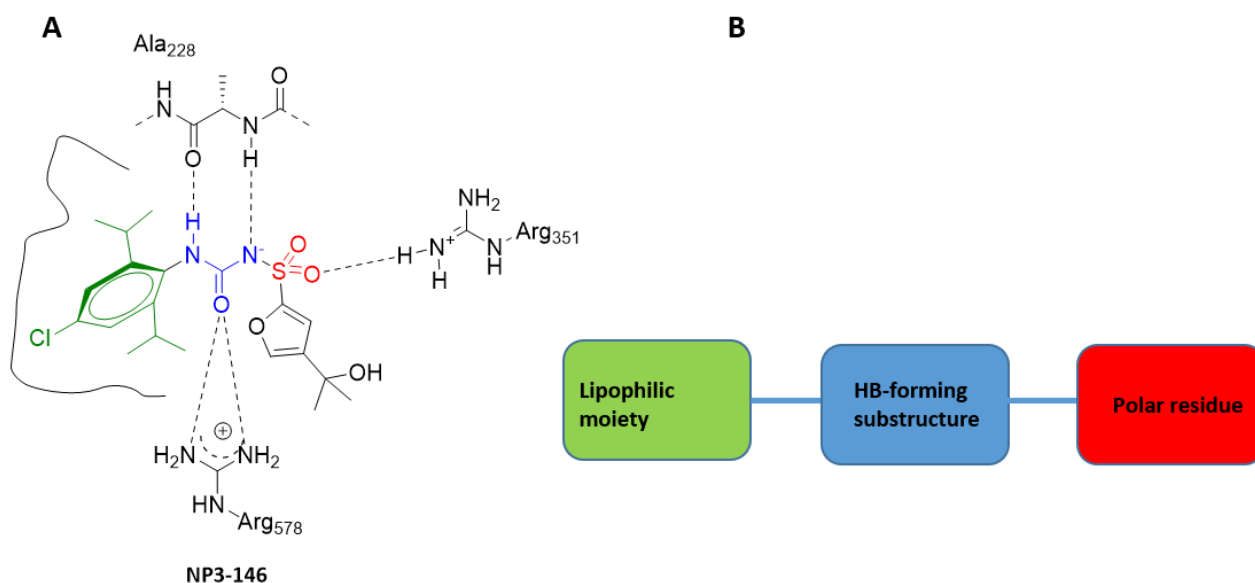 A
B
Ala228
H
N
O
N
O
H
H
N
N-
O
S
O
O
O
OH
Cl
NH2
H
N+
H
N
H
Arg351
Lipophilic
moiety
HB-forming
substructure
Polar residue
+
H2N
NH2
HN
Arg578
NP3-146